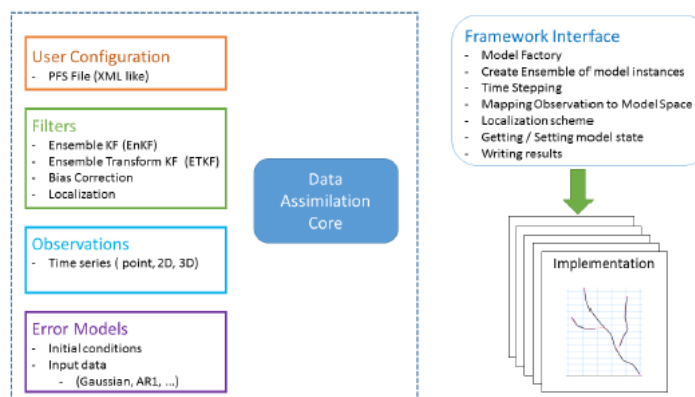 User Configuration
- PFS File (XML like)
Filters
- Ensemble KF (EnKF)
- Ensemble Transform KF (ETKF)
- Bias Correction
- Localization
Observations
- Time series ( point, 2D, 3D)
Error Models
- Initial conditions
- Input data
- (Gaussian, AR1, ...)
Data
Assimilation
Core
Framework Interface
- Model Factory
- Create Ensemble of model instances
- Time Stepping
- Mapping Observation to Model Space
- Localization scheme
- Getting / Setting model state
- Writing results
Implementation